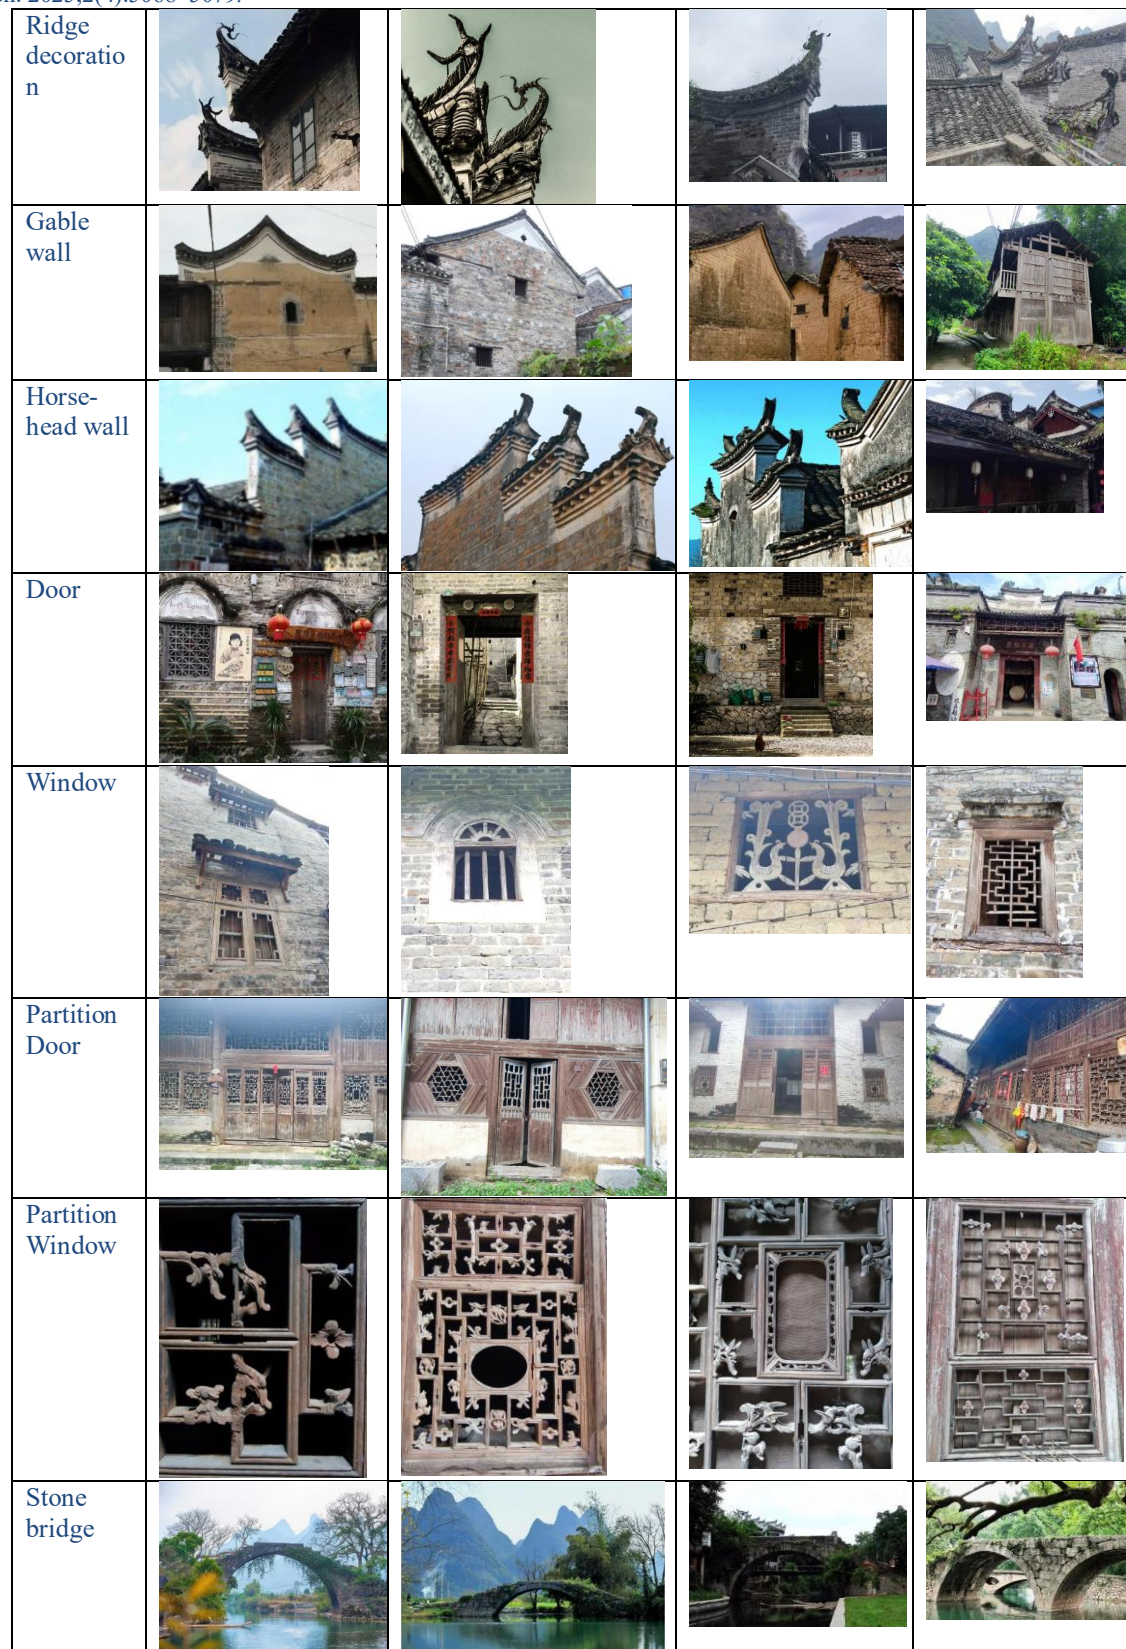 Ridge
decoratio
n
Gable
wall
Horse-
head wall
Door
Window
Partition
Door
Partition
Window
Stone
bridge